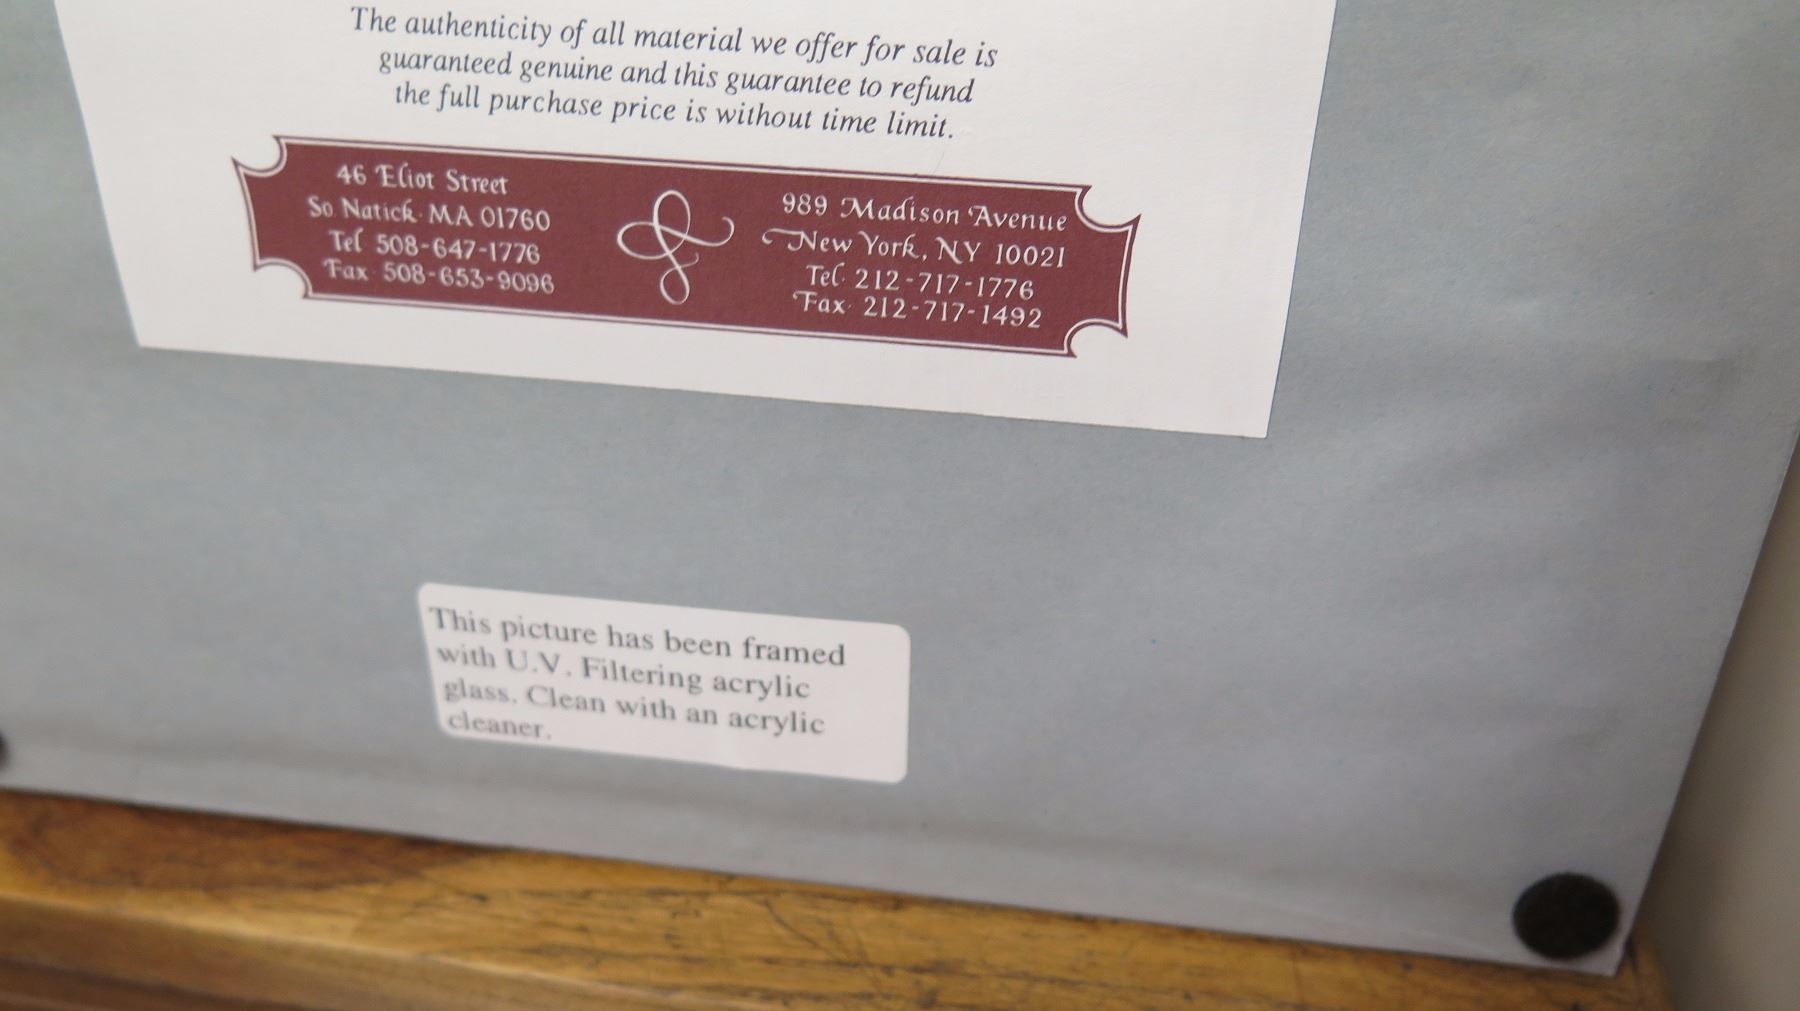 The authenticity of all material we offer for sale is
guaranteed genuine and this guarantee to refund
the full purchase price is without time limit.
46 Eliot Street
So. Natick · MA 01760
Tel · 508-647-1776
Fax · 508-653-9096
989 Madison Avenue
New York, NY 10021
Tel · 212-717-1776
Fax · 212-717-1492
This picture has been framed
with U.V. Filtering acrylic
glass. Clean with an acrylic
cleaner.